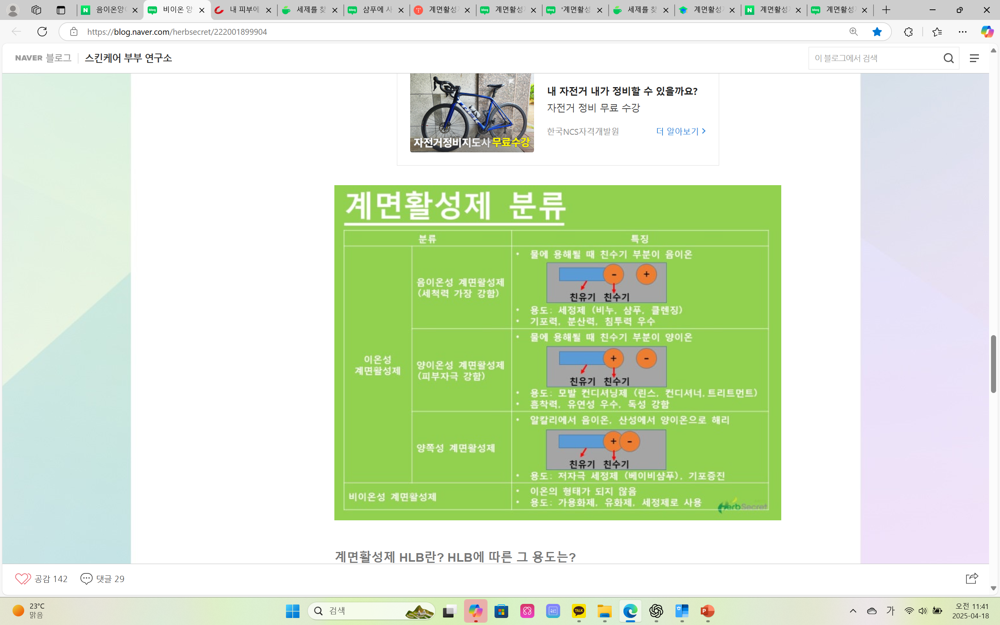 음이온양이
비이온 양
내 피부에
세제를 찾
샴푸에 사
계면활성제
계면활성제
'계면활성
세제를 찾
계면활성제
계면활성제
계면활성제
https://blog.naver.com/herbsecret/222001899904
NAVER 블로그 스킨케어 부부 연구소
이 블로그에서 검색
내 자전거 내가 정비할 수 있을까요?
자전거 정비 무료 수강
한국NCS자격개발원 더 알아보기 >
TREK
자전거정비지도사 무료수강
계면활성제 분류
분류 특징
이온성
계면활성제
음이온성 계면활성제
(세척력 가장 강함)
• 물에 용해될 때 친수기 부분이 음이온
- +
친유기 친수기
• 용도: 세정제 (비누, 샴푸, 클렌징)
• 기포력, 분산력, 침투력 우수
양이온성 계면활성제
(피부자극 강함)
• 물에 용해될 때 친수기 부분이 양이온
+ -
친유기 친수기
• 용도: 모발 컨디셔닝제 (린스, 컨디셔너,트리트먼트)
• 흡착력, 유연성 우수, 독성 강함
양쪽성 계면활성제
• 알칼리에서 음이온, 산성에서 양이온으로 해리
+ -
친유기 친수기
• 용도: 저자극 세정제 (베이비샴푸), 기포증진
비이온성 계면활성제
• 이온의 형태가 되지 않음
• 용도: 가용화제, 유화제, 세정제로 사용
HerbSecret
계면활성제 HLB란? HLB에 따른 그 용도는?
공감 142 댓글 29
23°C
맑음
검색
TALK
가
오전 11:41
2025-04-18